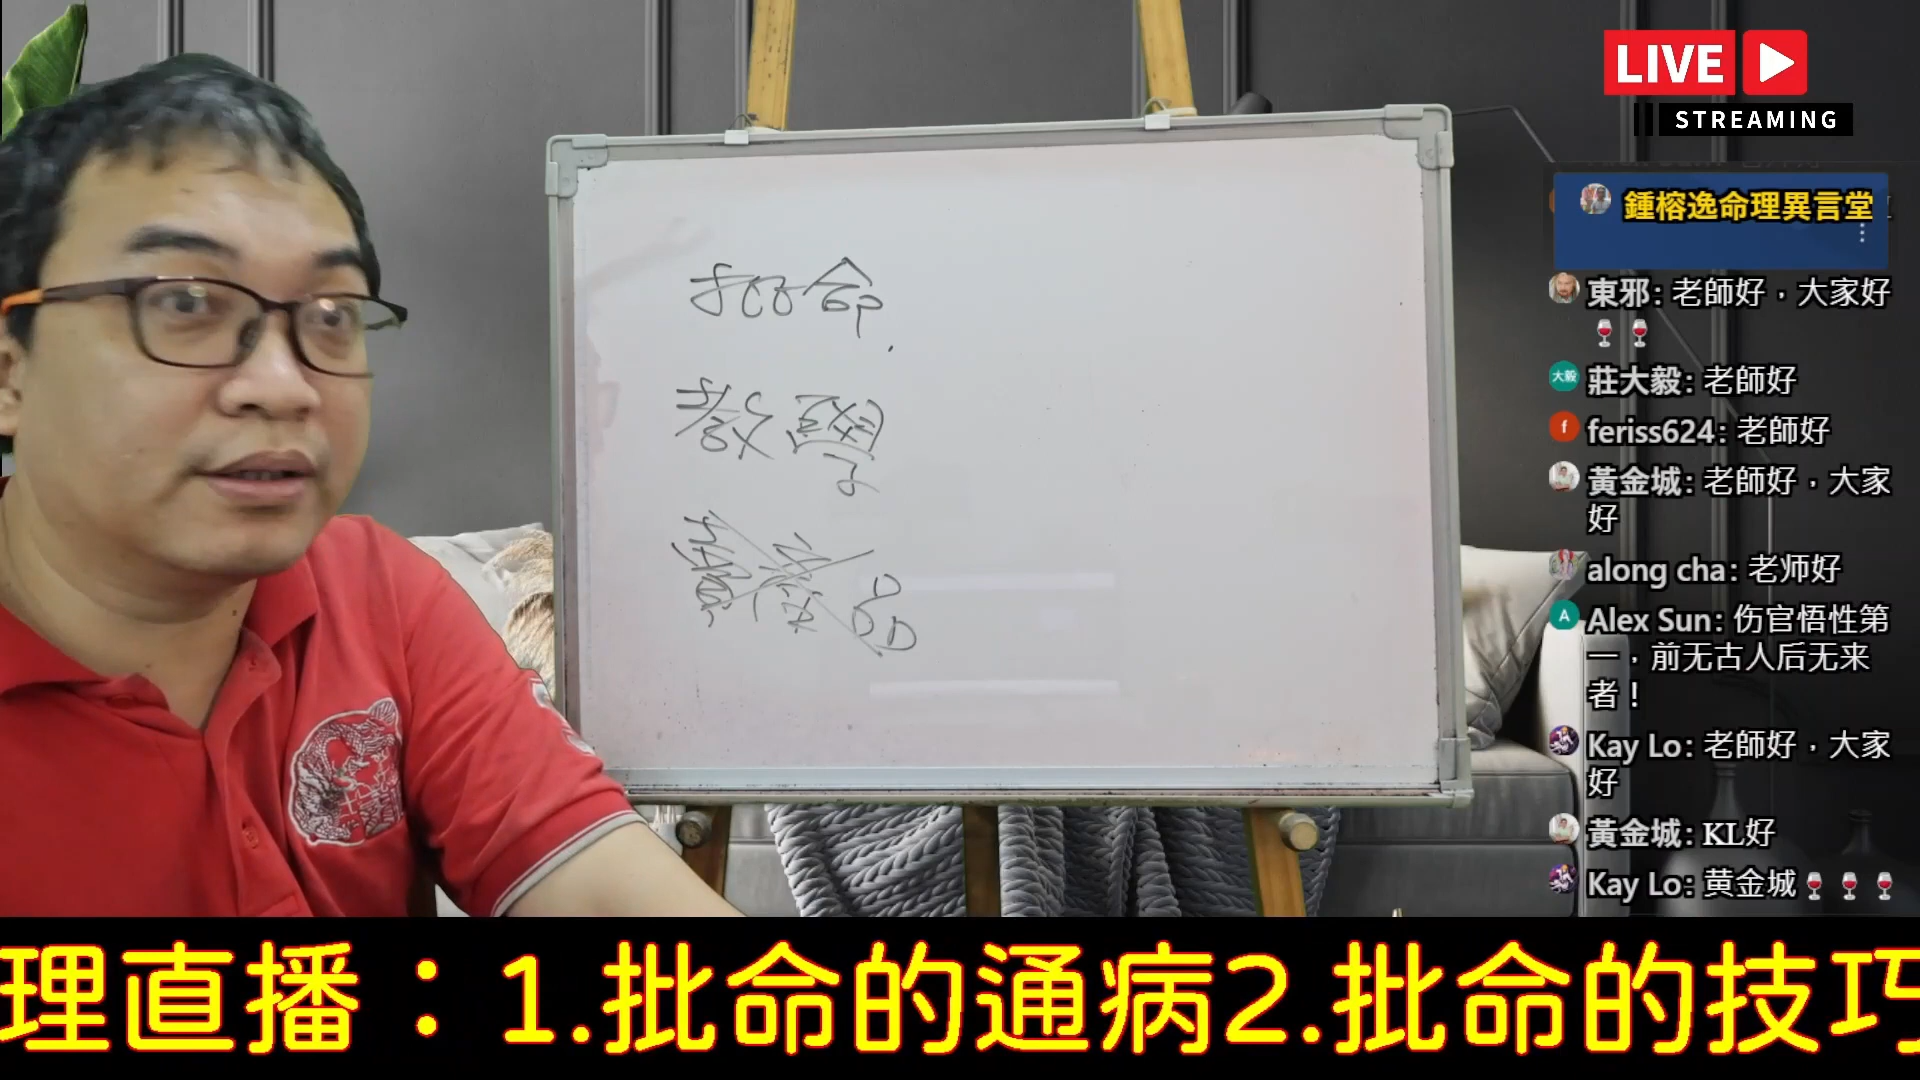 LIVE
STREAMING
鍾榕逸命理異言堂
東邪: 老師好，大家好
🍷🍷
大毅
莊大毅: 老師好
f
feriss624: 老師好
黃金城: 老師好，大家
好
along cha: 老师好
A
Alex Sun: 伤官悟性第
一，前无古人后无来
者！
Kay Lo: 老師好，大家
好
黃金城: KL好
Kay Lo: 黄金城🍷🍷🍷
批命
教學
理直播：1.批命的通病2.批命的技巧